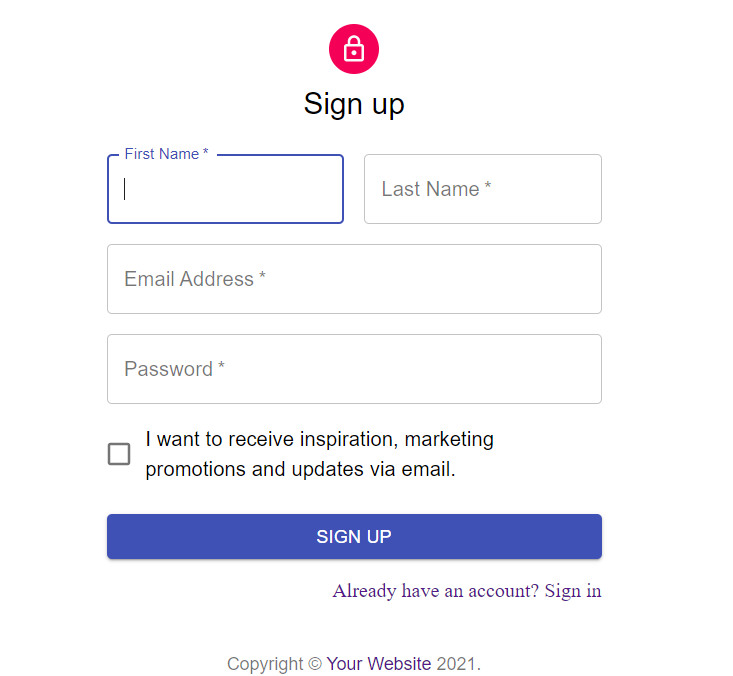 Sign up
First Name *
Last Name *
Email Address *
Password *
I want to receive inspiration, marketing
promotions and updates via email.
SIGN UP
Already have an account? Sign in
Copyright © Your Website 2021.